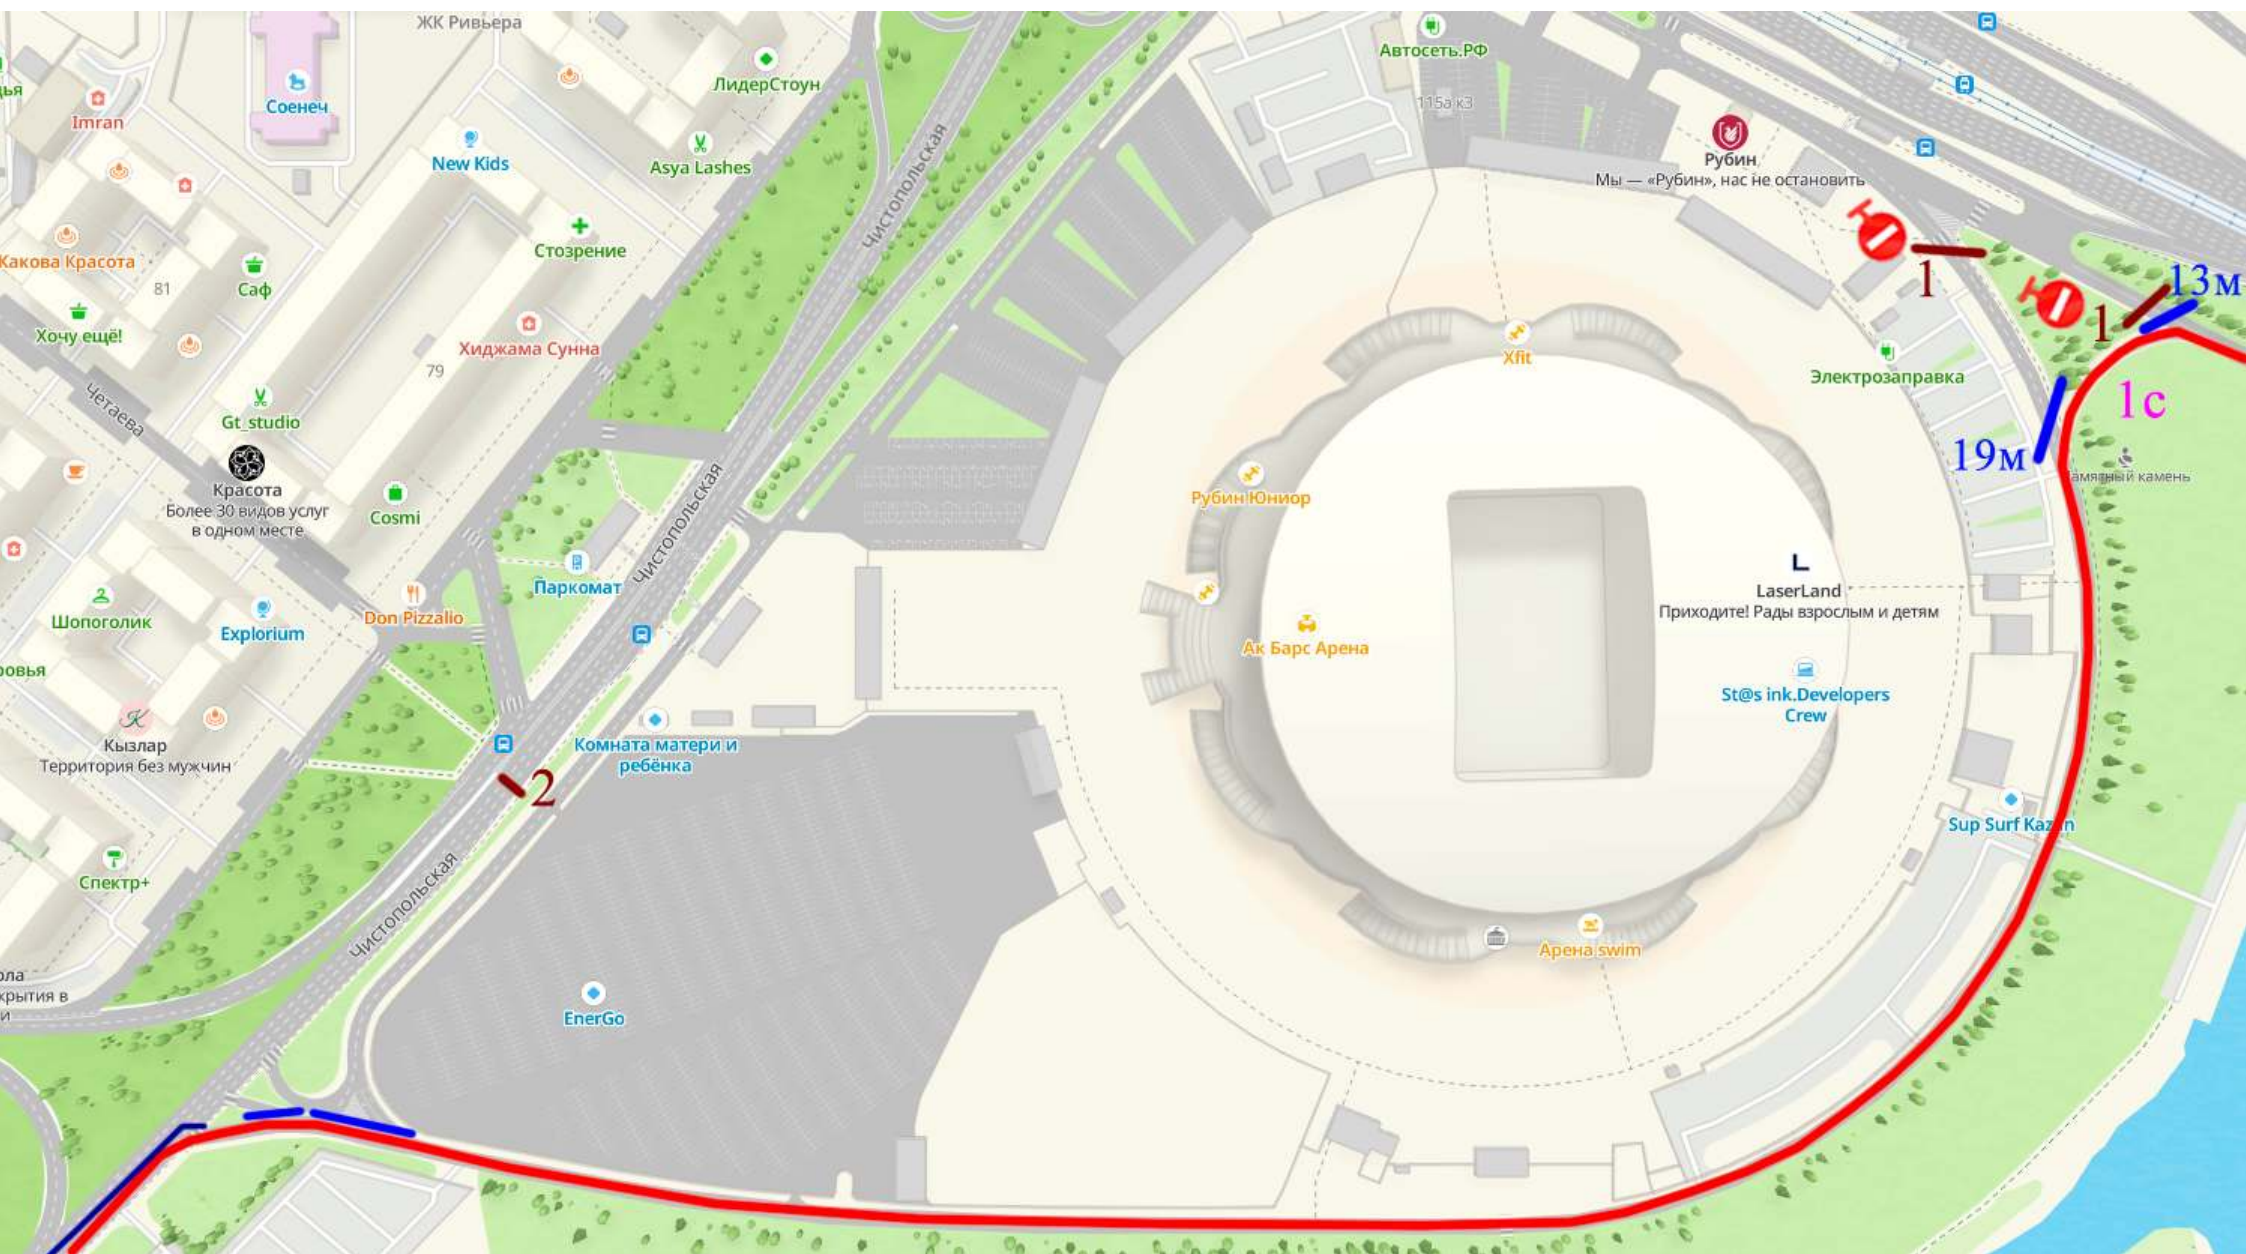 ЖК Ривьера
Imran
Соенеч
ЛидерСтоун
New Kids
Asya Lashes
Стозрение
Какова Красота
81
Саф
Хочу ещё!
Хиджама Сунна
79
Четаева
Gt_studio
Красота
Более 30 видов услуг
в одном месте
Cosmi
Шопоголик
Explorium
Don Pizzalio
Паркомат
Кызлар
Территория без мужчин
Спектр+
Чистопольская
Чистопольская
Чистопольская
2
Комната матери и
ребёнка
EnerGo
Автосеть.РФ
115а к3
Рубин
Мы — «Рубин», нас не остановить
Xfit
Рубин Юниор
Ак Барс Арена
LaserLand
Приходите! Рады взрослым и детям
St@s ink.Developers
Crew
Арена swim
Sup Surf Kazan
Электрозаправка
1
1
13м
1с
19м
амятный камень